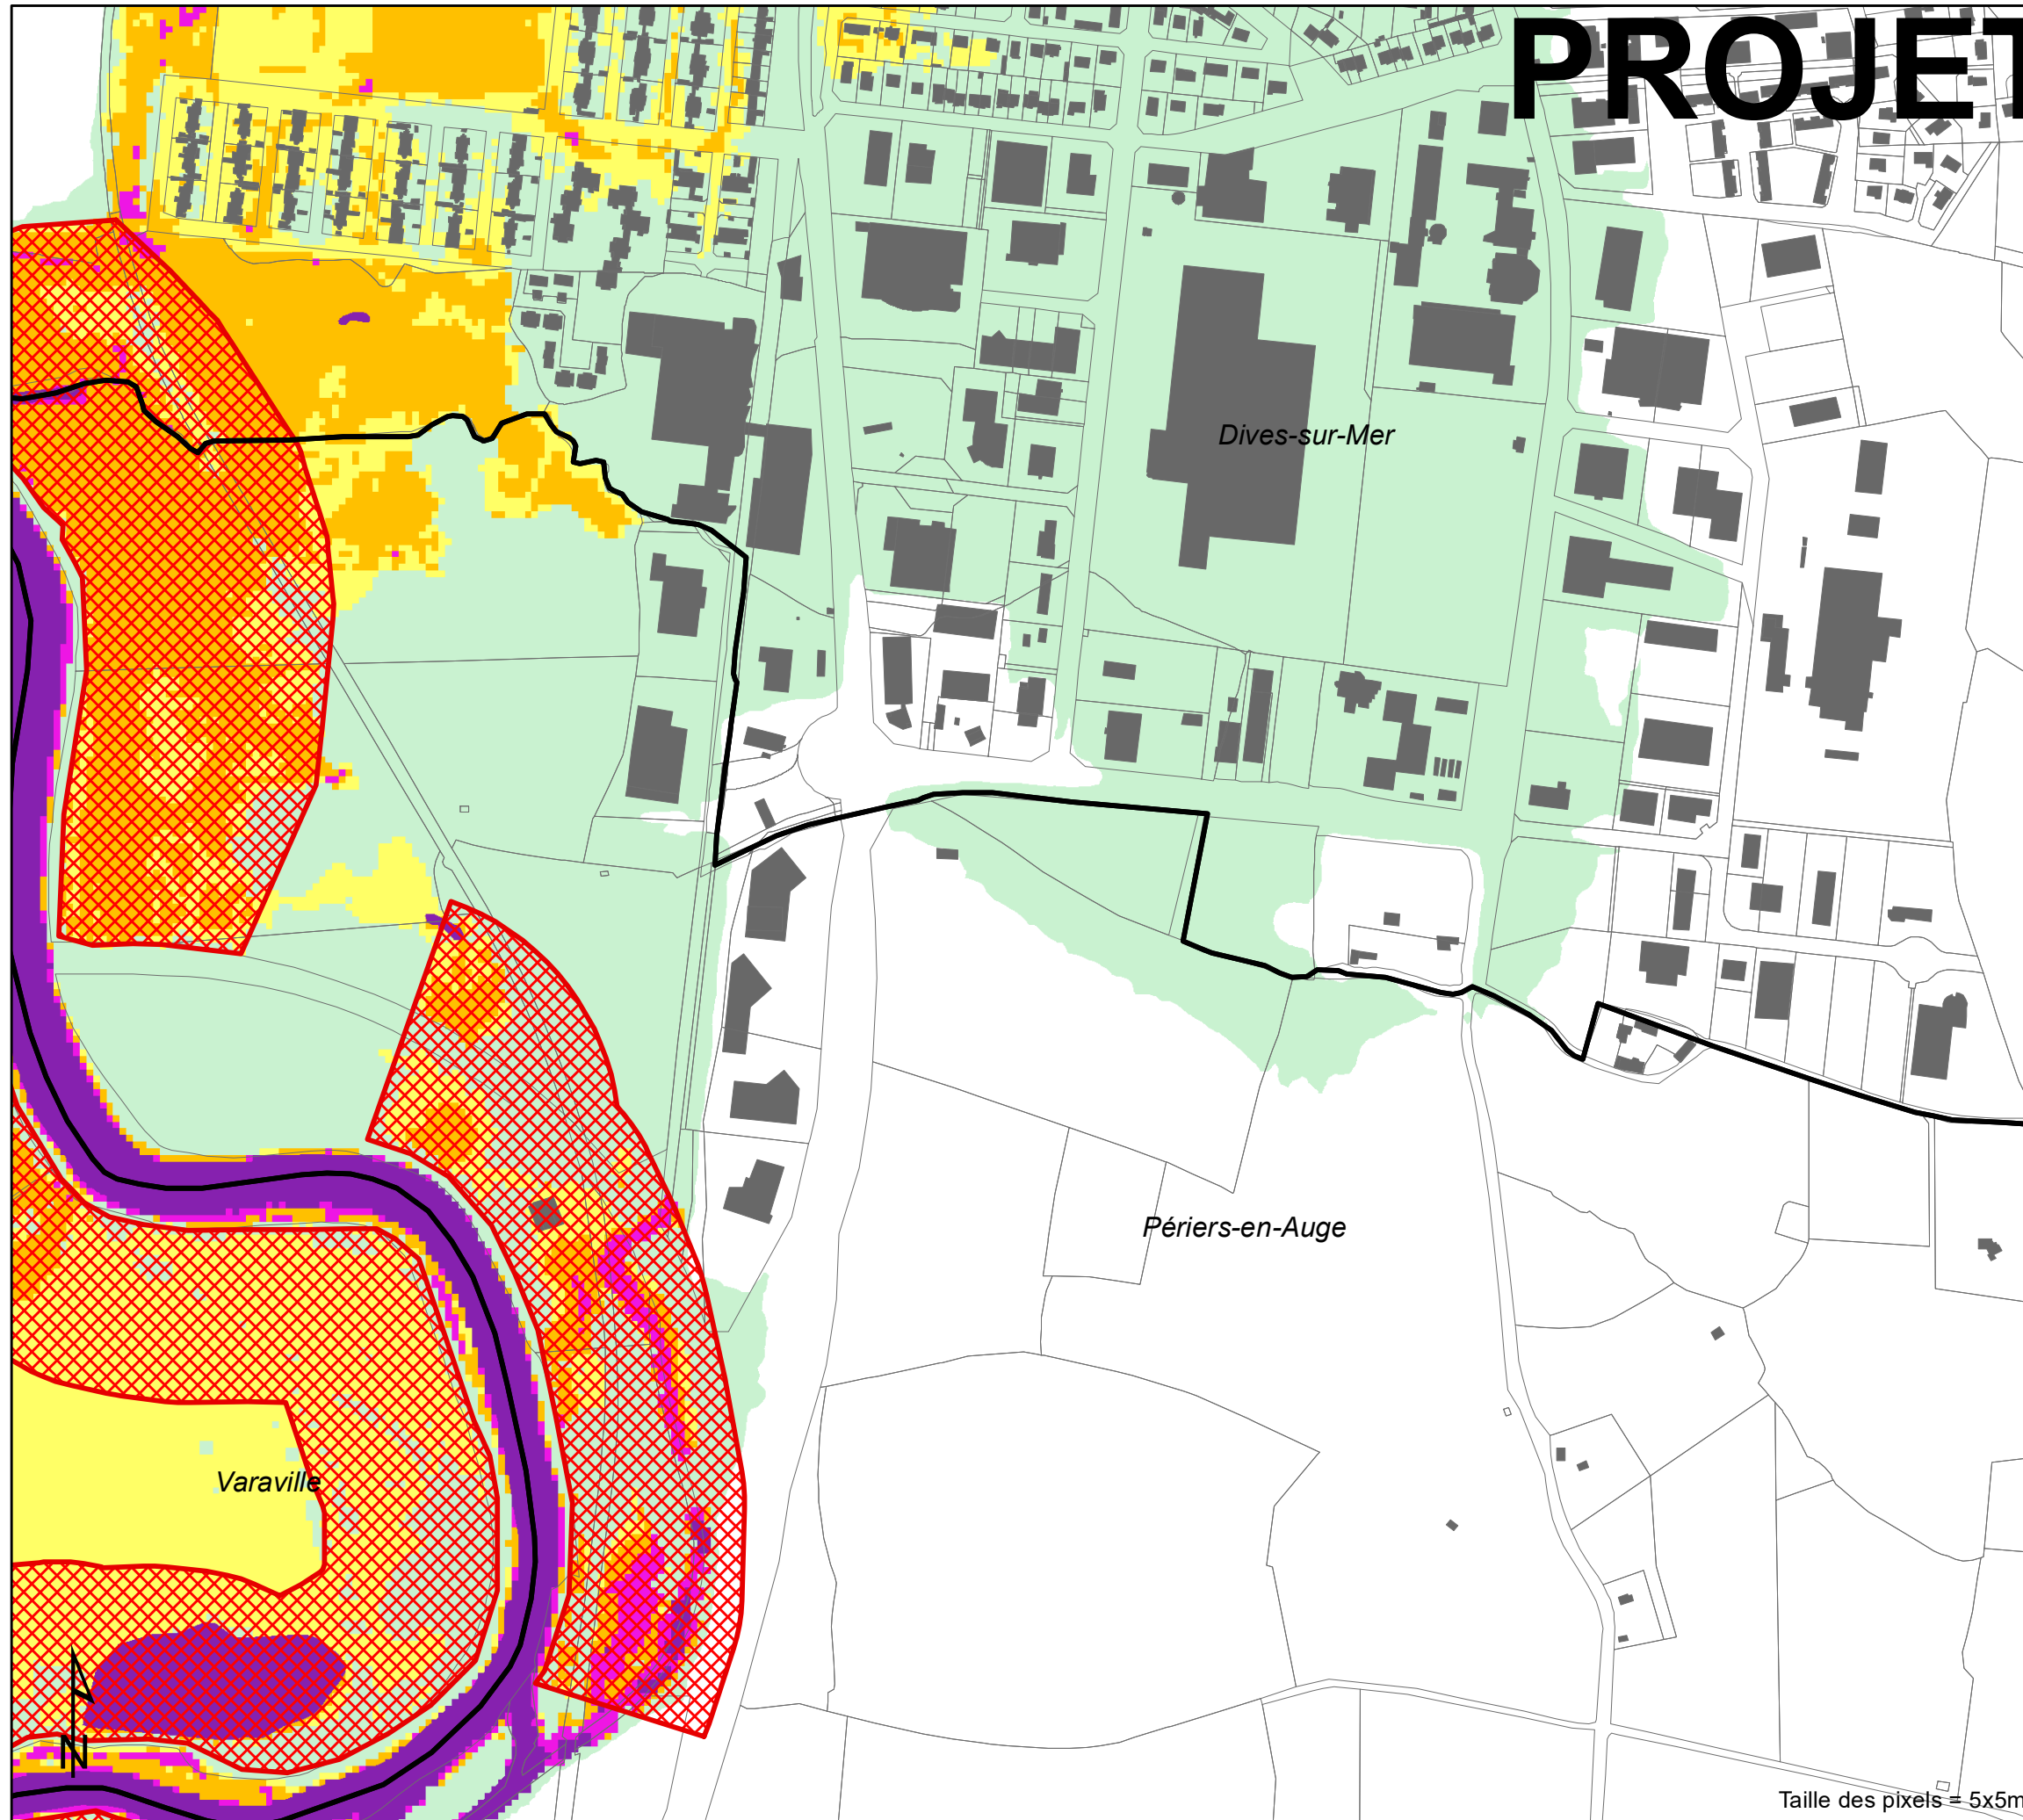 PROJET
Dives-sur-Mer
Périers-en-Auge
Varaville
N
Taille des pixels = 5x5m